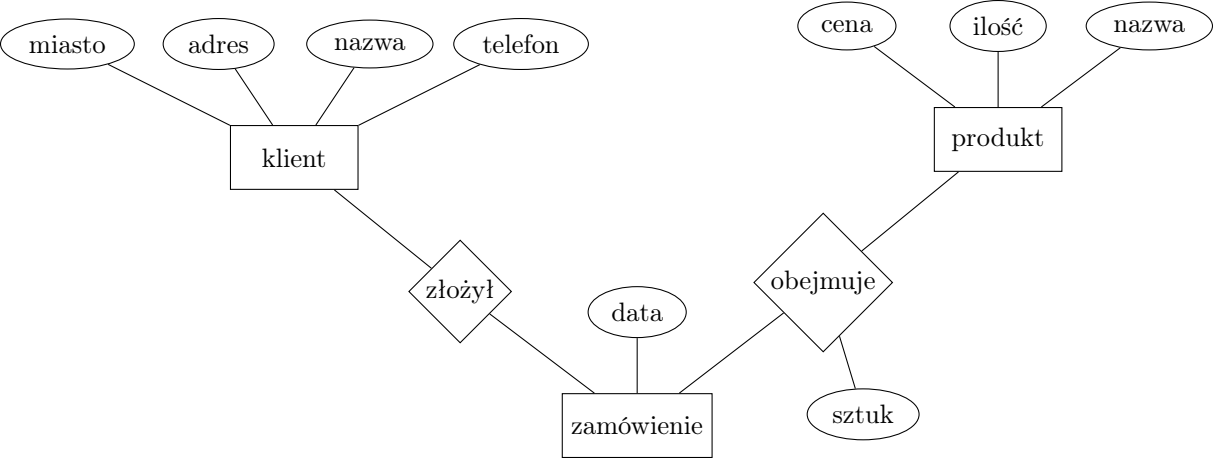 miasto
adres
nazwa
telefon
cena
ilość
nazwa
klient
produkt
złożył
data
obejmuje
zamówienie
sztuk